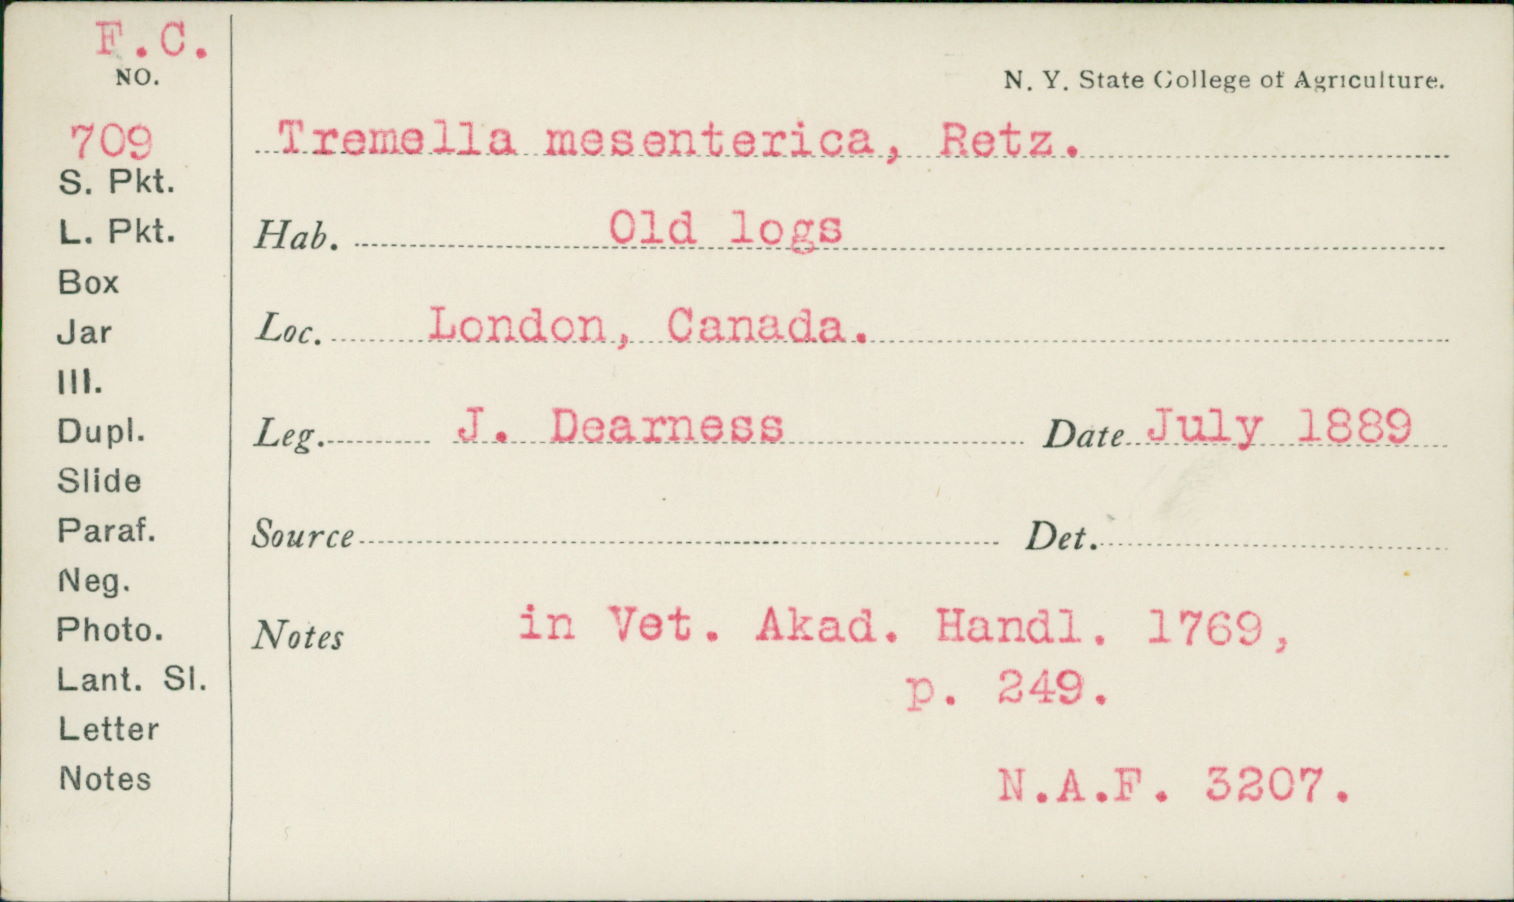 F.C.
NO.
709
S. Pkt.
L. Pkt.
Box
Jar
Ill.
Dupl.
Slide
Paraf.
Neg.
Photo.
Lant. Sl.
Letter
Notes
N. Y. State College of Agriculture.
Tremella mesenterica, Retz.
Hab. Old logs
Loc. London, Canada.
Leg. J. Dearness Date July 1889
Source Det.
Notes in Vet. Akad. Handl. 1769,
p. 249.
N.A.F. 3207.